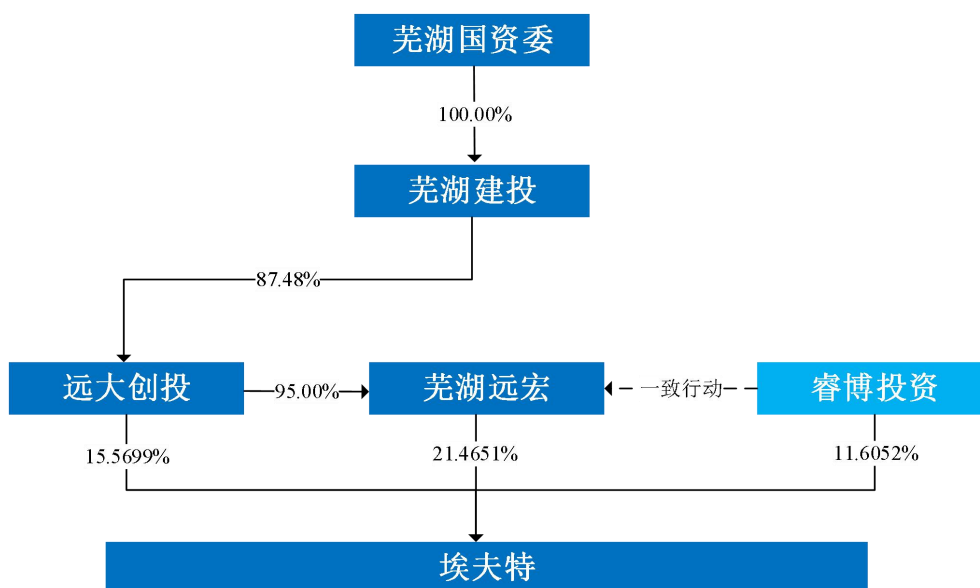 芜湖国资委
100.00%
芜湖建投
87.48%
远大创投
95.00%
芜湖远宏
一致行动
睿博投资
15.5699%
21.4651%
11.6052%
埃夫特